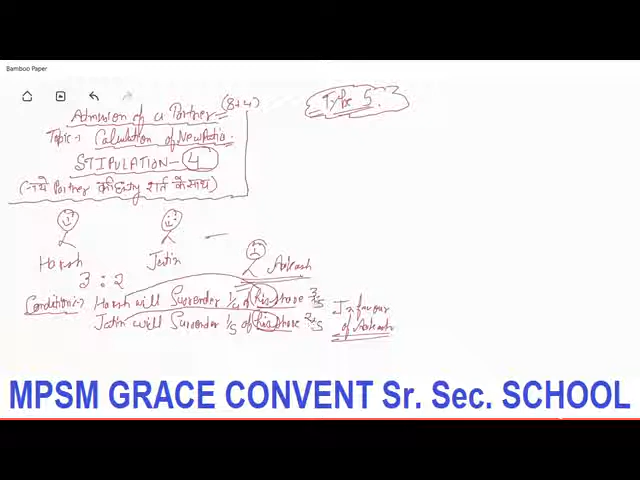 Bamboo Paper
Admission of a Partner (8+4)
Type 5.
Topic:- Calculation of New Ratio.
STIPULATION-4
(नये Partner की Entry शर्त के साथ)
Harsh Jatin Aakash
3 : 2
Condition:-) Harsh will Surrender 1/4 of his share 3/5
Jatin will Surrender 1/5 of his share 2/5
In favour
of Aakash
MPSM GRACE CONVENT Sr. Sec. SCHOOL